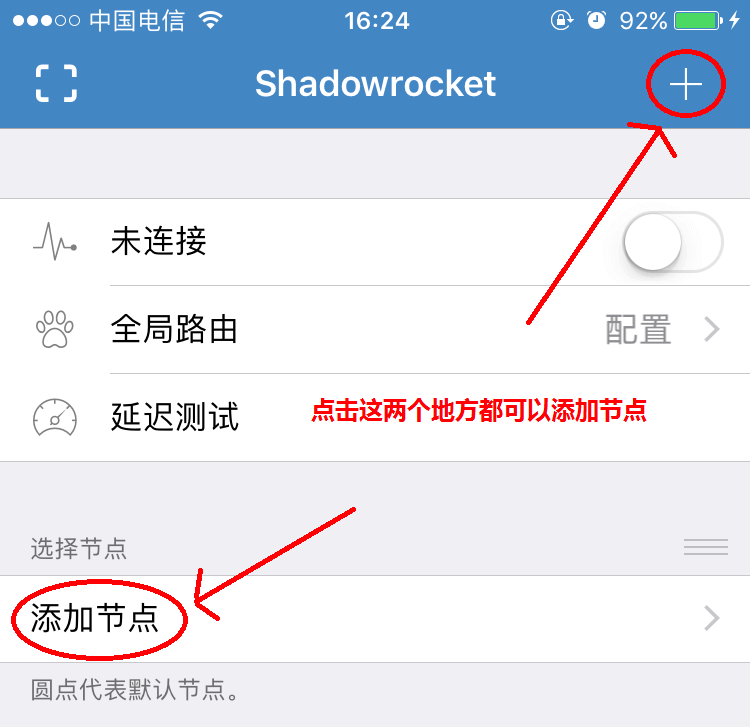 中国电信 16:24 92%
Shadowrocket
未连接
全局路由 配置
延迟测试
点击这两个地方都可以添加节点
选择节点
添加节点
圆点代表默认节点。